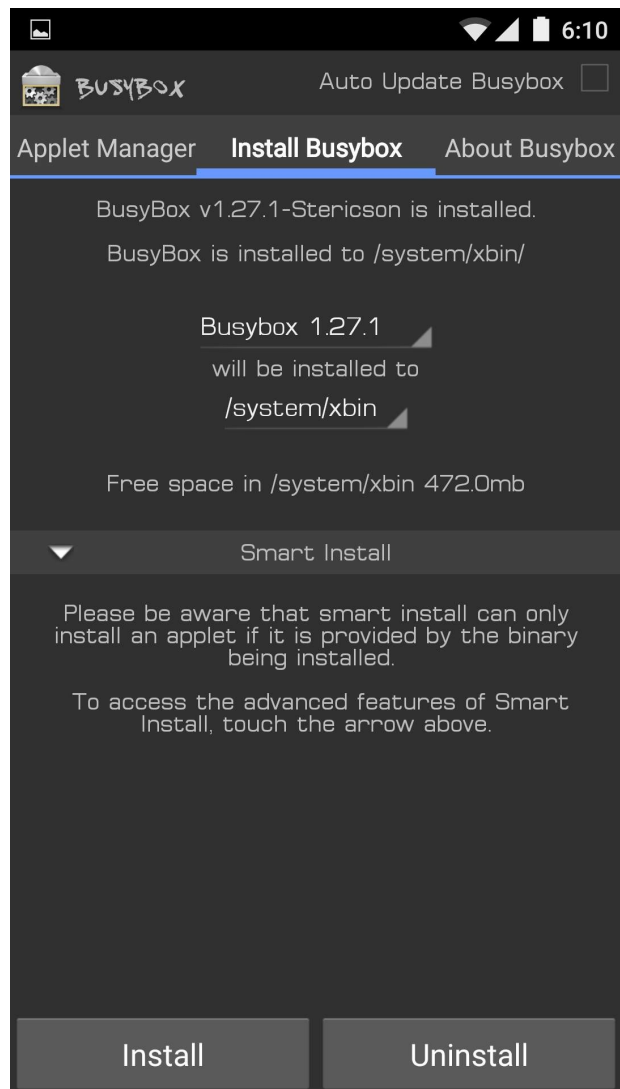 6:10
BUSYBOX
Auto Update Busybox
Applet Manager
Install Busybox
About Busybox
BusyBox v1.27.1-Stericson is installed.
BusyBox is installed to /system/xbin/
Busybox 1.27.1
will be installed to
/system/xbin
Free space in /system/xbin 472.0mb
Smart Install
Please be aware that smart install can only
install an applet if it is provided by the binary
being installed.
To access the advanced features of Smart
Install, touch the arrow above.
Install
Uninstall